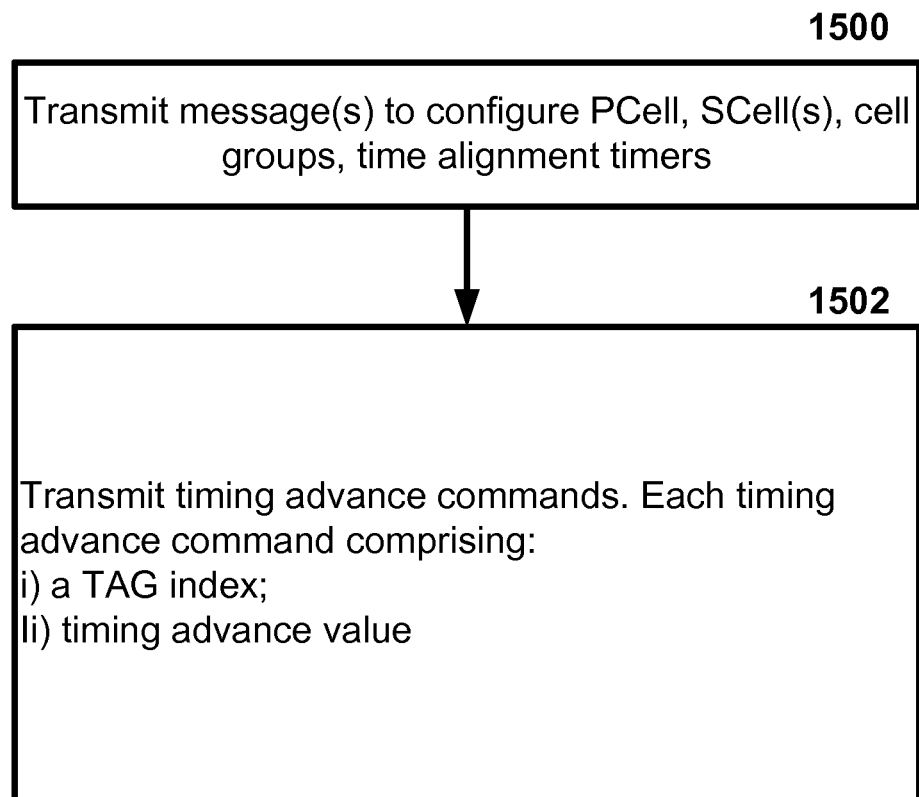 1500
Transmit message(s) to configure PCell, SCell(s), cell
groups, time alignment timers
1502
Transmit timing advance commands. Each timing
advance command comprising:
i) a TAG index;
Ii) timing advance value